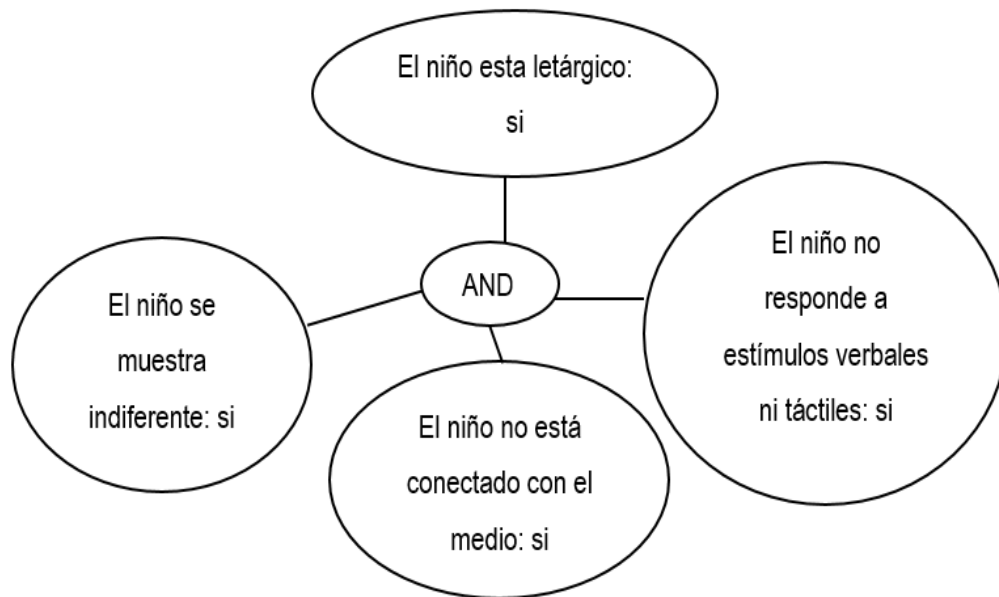 El niño esta letárgico:
si
AND
El niño se
muestra
indiferente: si
El niño no está
conectado con el
medio: si
El niño no
responde a
estímulos verbales
ni táctiles: si